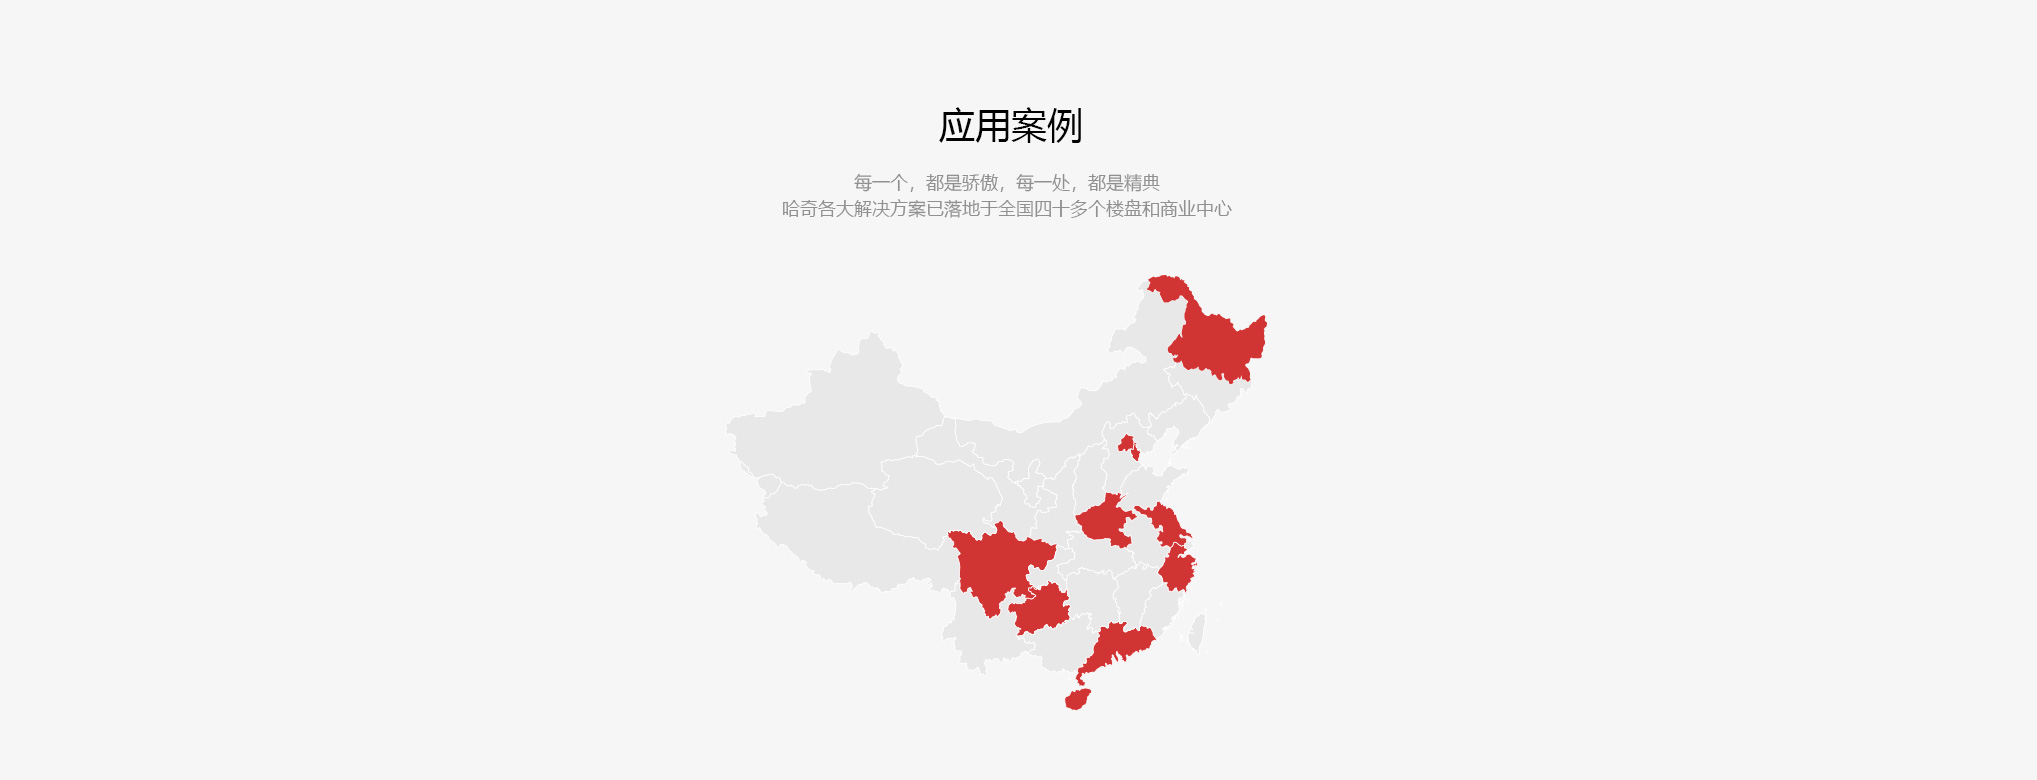 应用案例
每一个，都是骄傲，每一处，都是精典
哈奇各大解决方案已落地于全国四十多个楼盘和商业中心